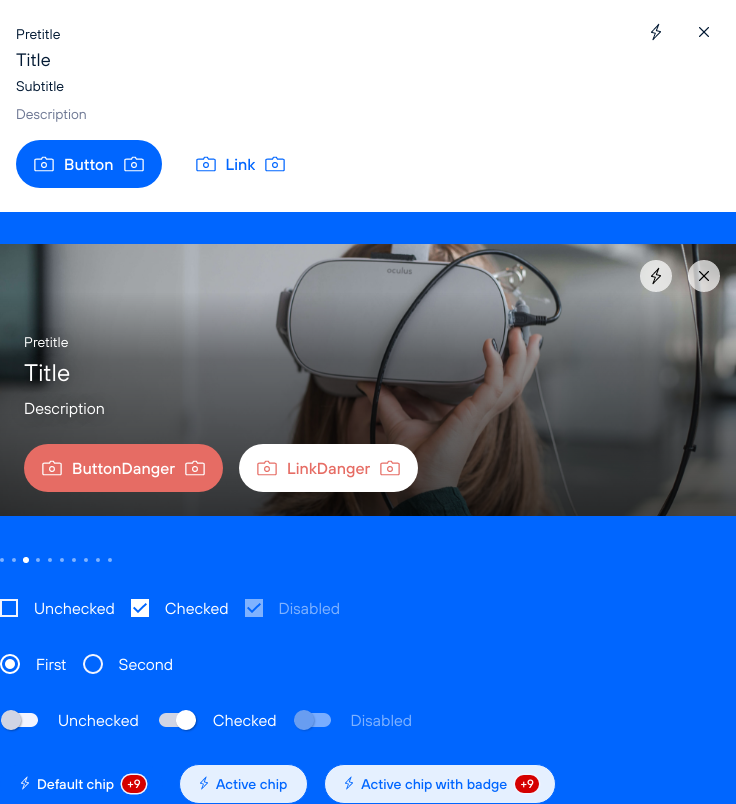 Pretitle
Title
Subtitle
Description
Button
Link
oculus
Pretitle
Title
Description
ButtonDanger
LinkDanger
Unchecked
Checked
Disabled
First
Second
Unchecked
Checked
Disabled
Default chip +9
Active chip
Active chip with badge +9